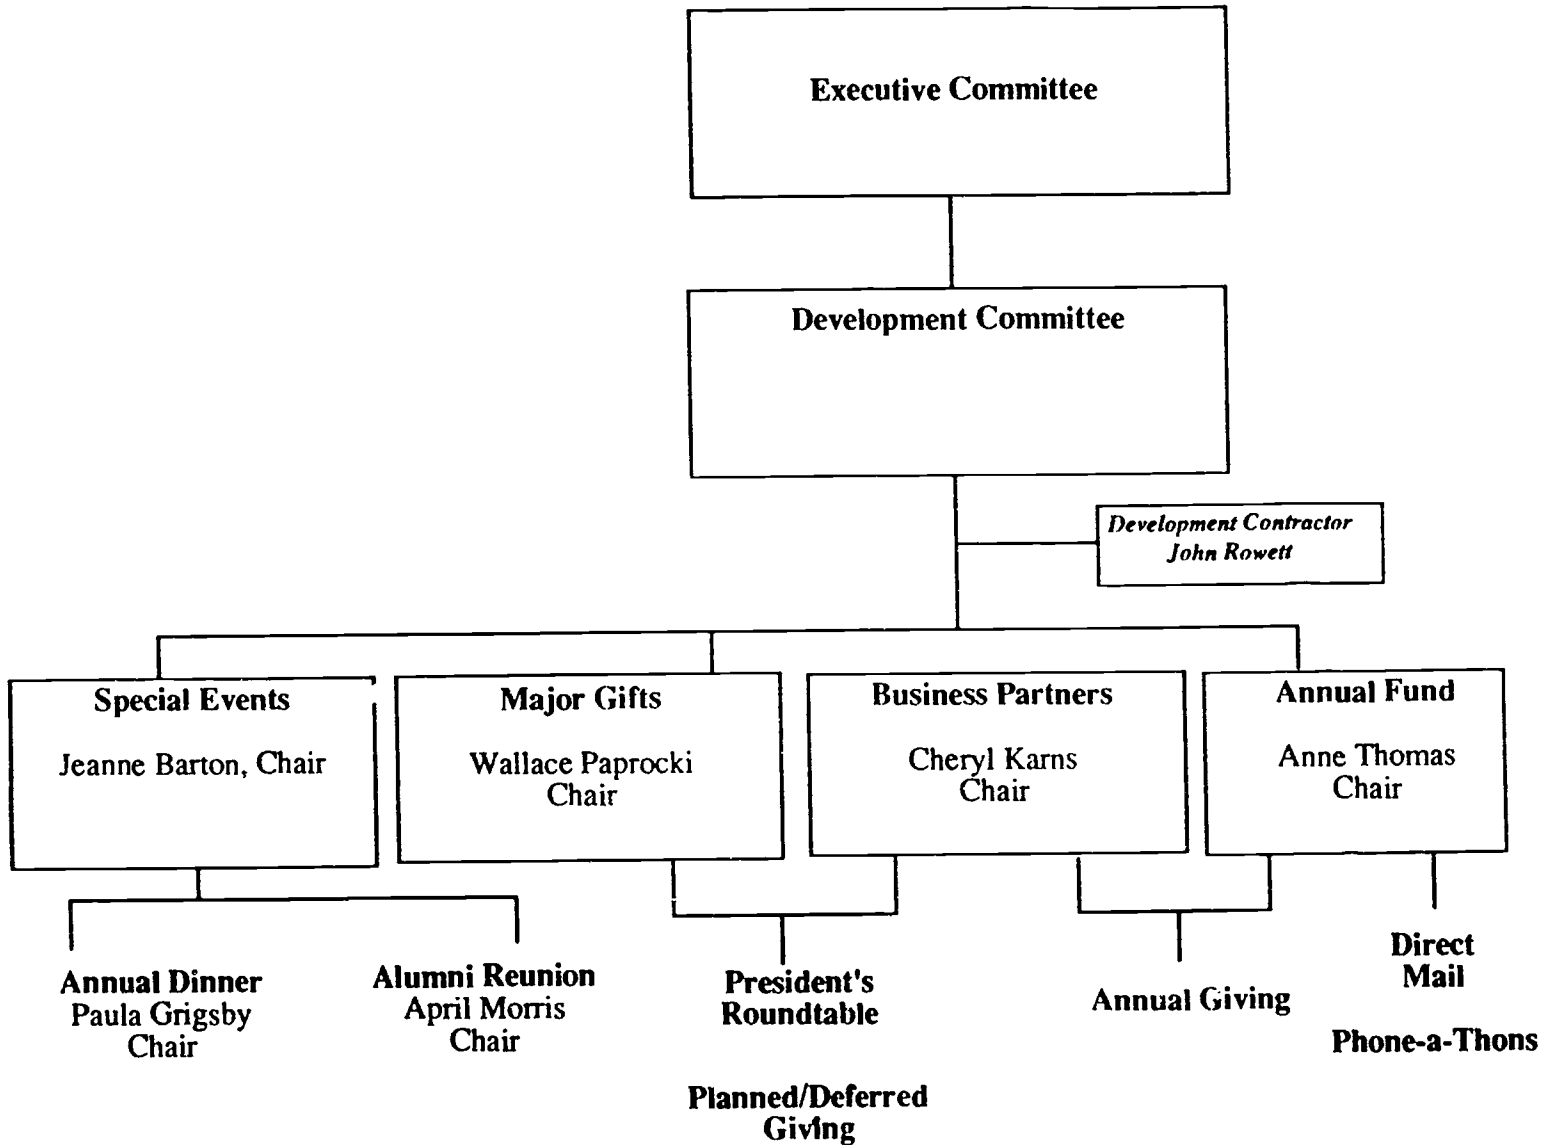 Executive Committee
Development Committee
Development Contractor
John Rowett
Special Events
Jeanne Barton, Chair
Major Gifts
Wallace Paprocki
Chair
Business Partners
Cheryl Karns
Chair
Annual Fund
Anne Thomas
Chair
Annual Dinner
Paula Grigsby
Chair
Alumni Reunion
April Morris
Chair
President's
Roundtable
Planned/Deferred
Giving
Annual Giving
Direct
Mail
Phone-a-Thons